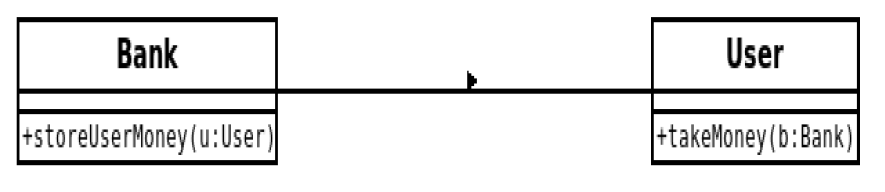 Bank
+storeUserMoney(u:User)
User
+takeMoney(b:Bank)